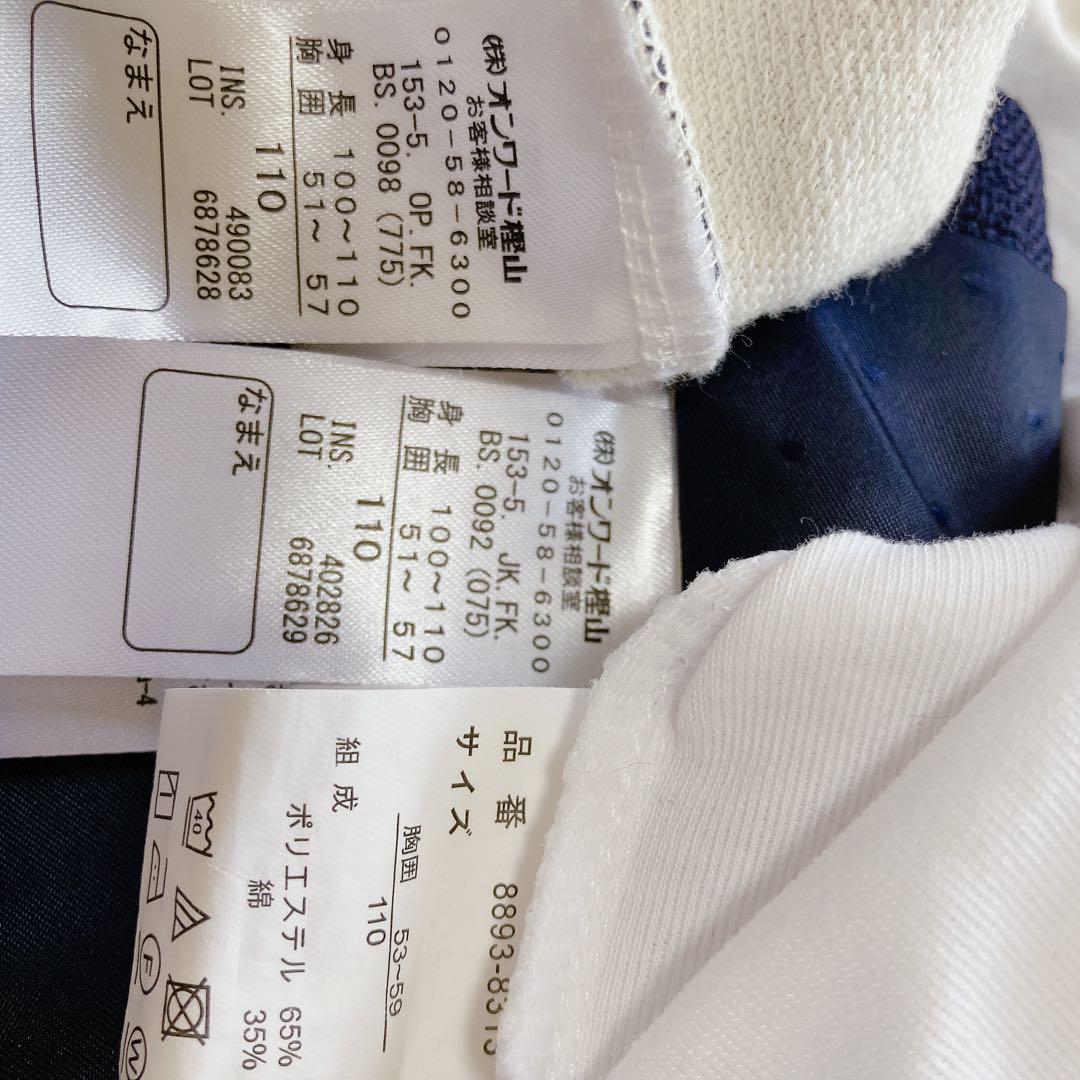 (株)オンワード樫山
お客様相談室
0120-58-6300
153-5. OP.FK.
BS. 0098 (775)
身長 100~110
胸囲 51~ 57
110
INS. 490083
LOT 6878628
なまえ
(株)オンワード樫山
お客様相談室
0120-58-6300
153-5. JK.FK.
BS. 0092 (075)
身長 100~110
胸囲 51~ 57
110
INS. 402826
LOT 6878629
なまえ
品番
サイズ
胸囲 53~59
110
組成
ポリエステル 65%
綿 35%
40
F
W